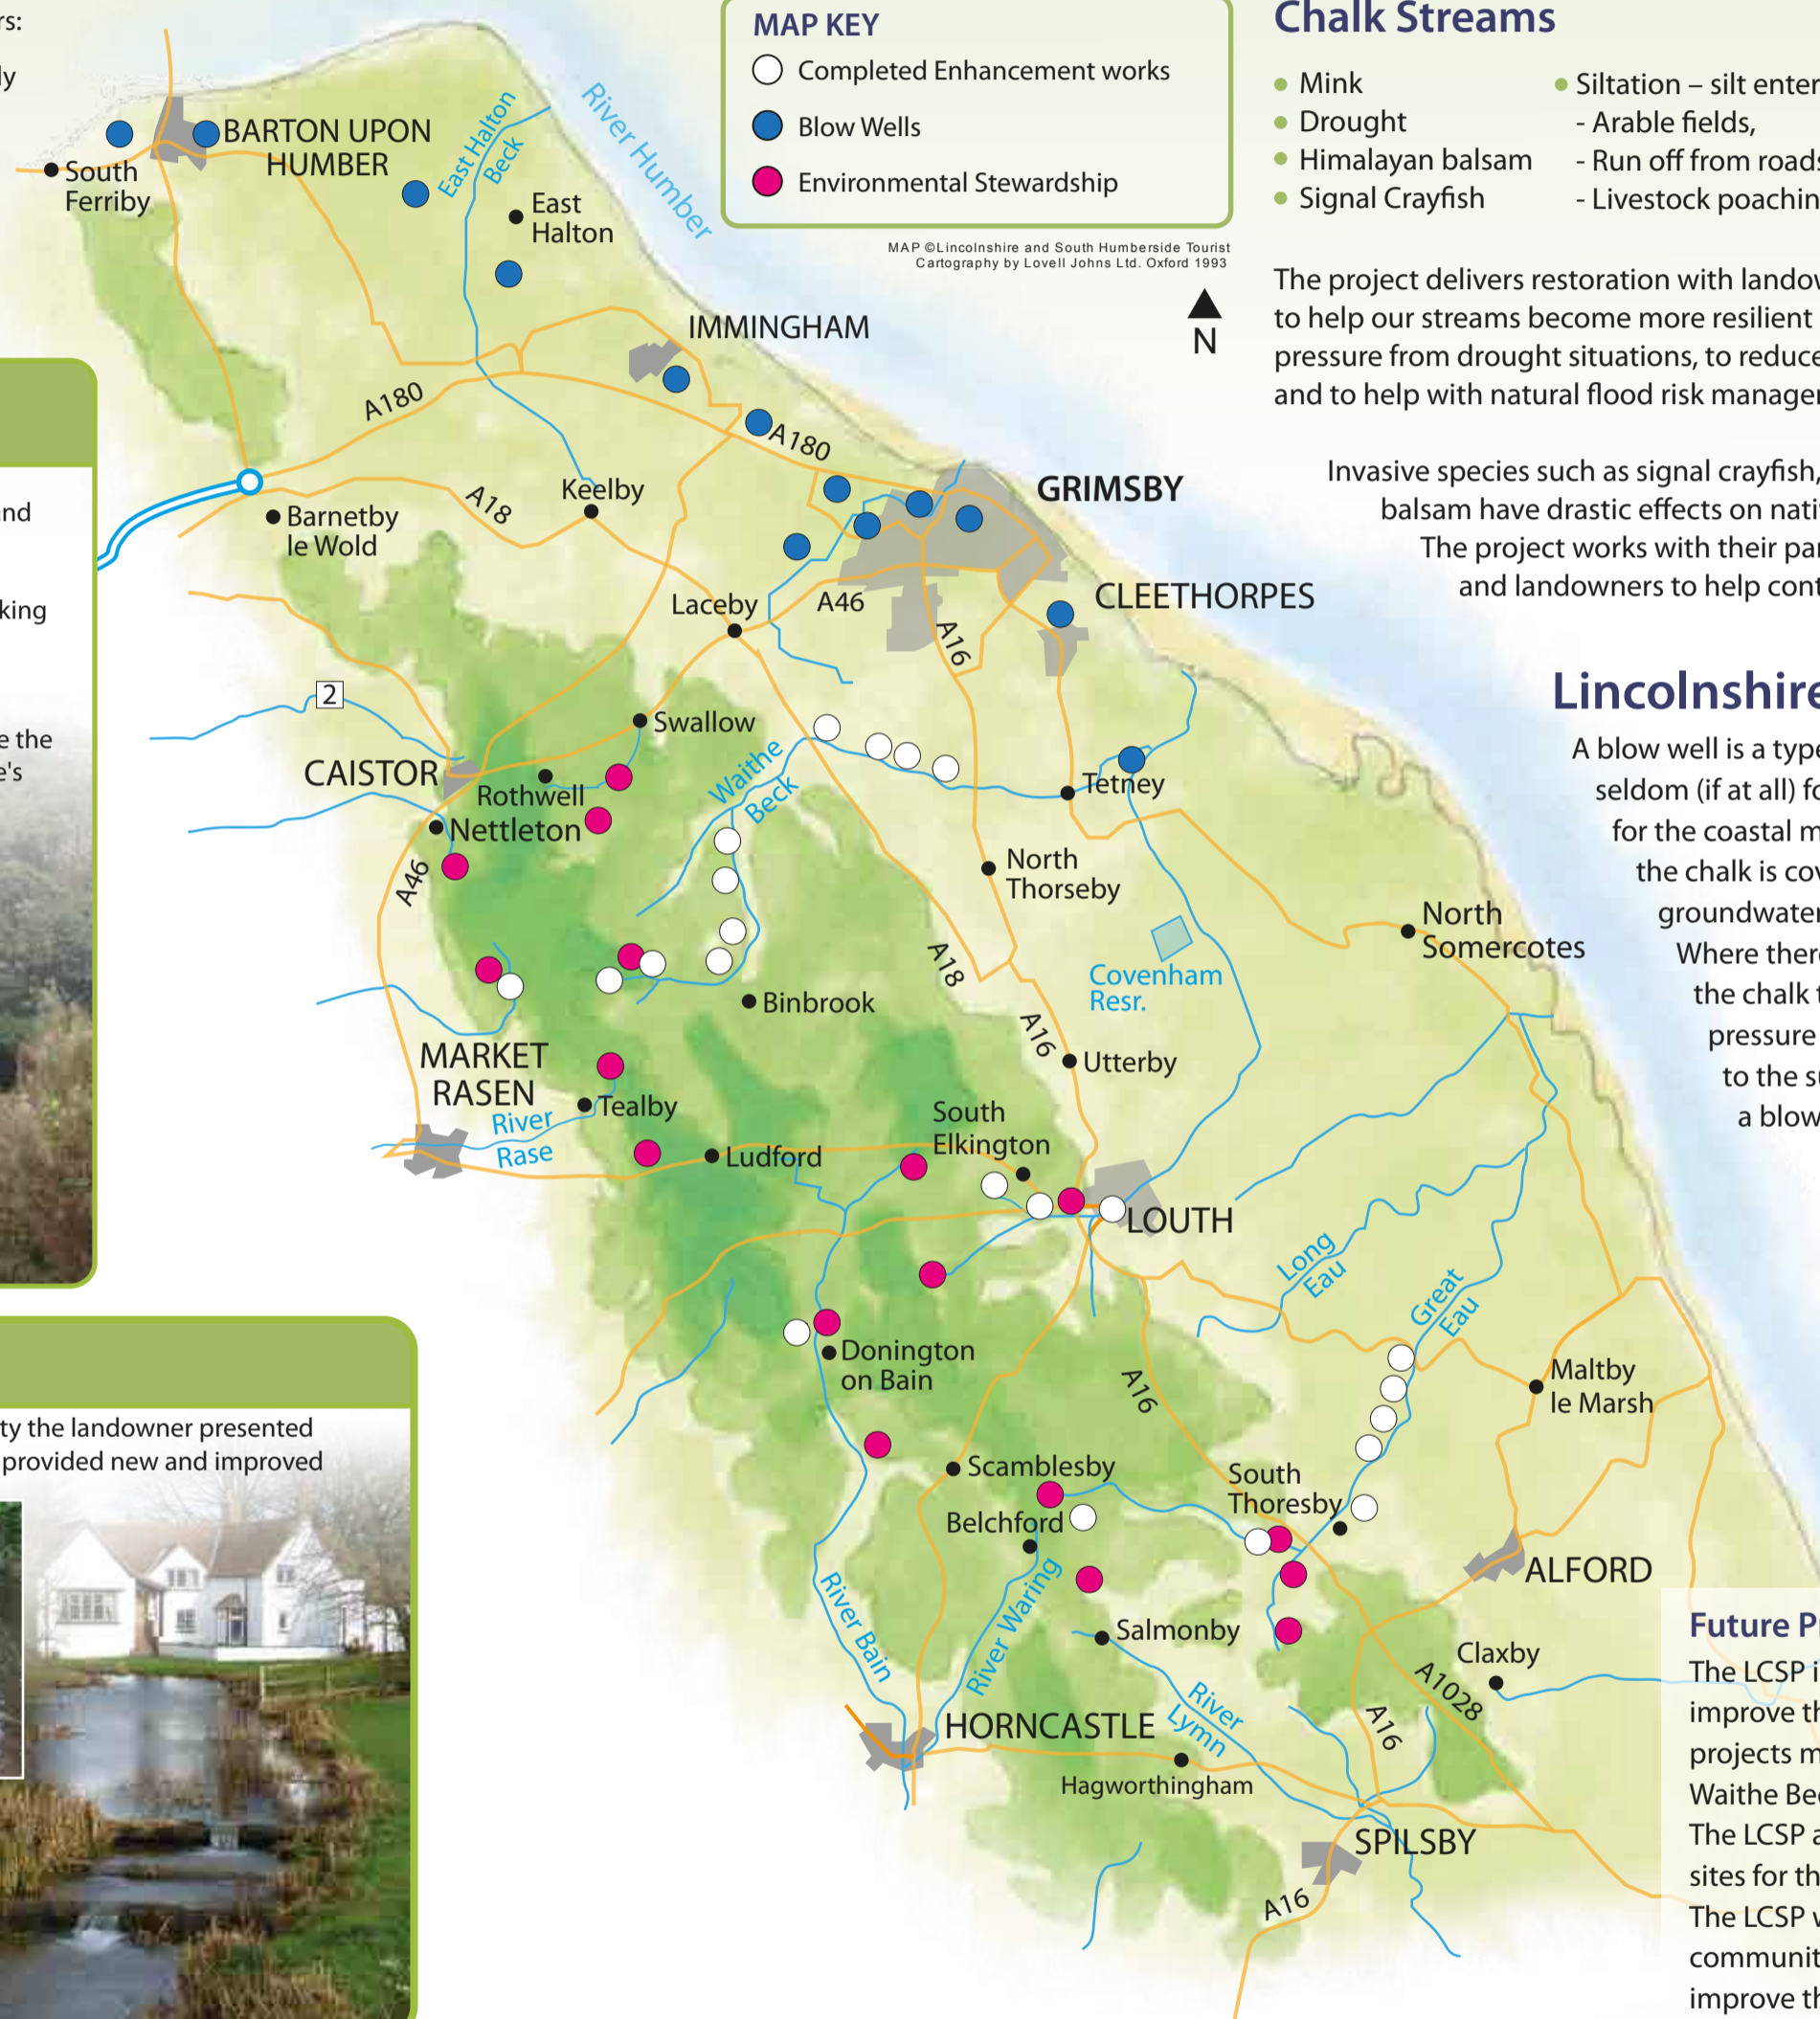 rs:
ly
nd
king
e the
e's
ty the landowner presented
provided new and improved
MAP KEY
Completed Enhancement works
Blow Wells
Environmental Stewardship
MAP ©Lincolnshire and South Humberside Tourist
Cartography by Lovell Johns Ltd. Oxford 1993
N
Chalk Streams
Mink
Drought
Himalayan balsam
Signal Crayfish
Siltation – silt enter
- Arable fields,
- Run off from roads
- Livestock poachin
The project delivers restoration with landow
to help our streams become more resilient
pressure from drought situations, to reduce
and to help with natural flood risk manager
Invasive species such as signal crayfish,
balsam have drastic effects on nati
The project works with their par
and landowners to help cont
Lincolnshire
A blow well is a type
seldom (if at all) fo
for the coastal m
the chalk is cov
groundwater
Where there
the chalk t
pressure
to the su
a blow
Future P
The LCSP i
improve th
projects m
Waithe Be
The LCSP a
sites for th
The LCSP w
communit
improve th
BARTON UPON
HUMBER
South
Ferriby
East Halton
Beck
River Humber
East
Halton
IMMINGHAM
A180
A180
A18
Keelby
Barnetby
le Wold
GRIMSBY
CLEETHORPES
Laceby
A46
A16
2
Swallow
CAISTOR
Rothwell
Nettleton
A46
Waithe
Beck
Tetney
North
Thorseby
North
Somercotes
Covenham
Resr.
A18
A16
Binbrook
Utterby
MARKET
RASEN
River
Rase
Tealby
Ludford
South
Elkington
LOUTH
Long
Eau
Great
Eau
Donington
on Bain
A16
Maltby
le Marsh
Scamblesby
South
Thoresby
Belchford
ALFORD
River Bain
River Waring
Salmonby
Claxby
A1028
River
Lymn
A16
HORNCASTLE
Hagworthingham
SPILSBY
A16